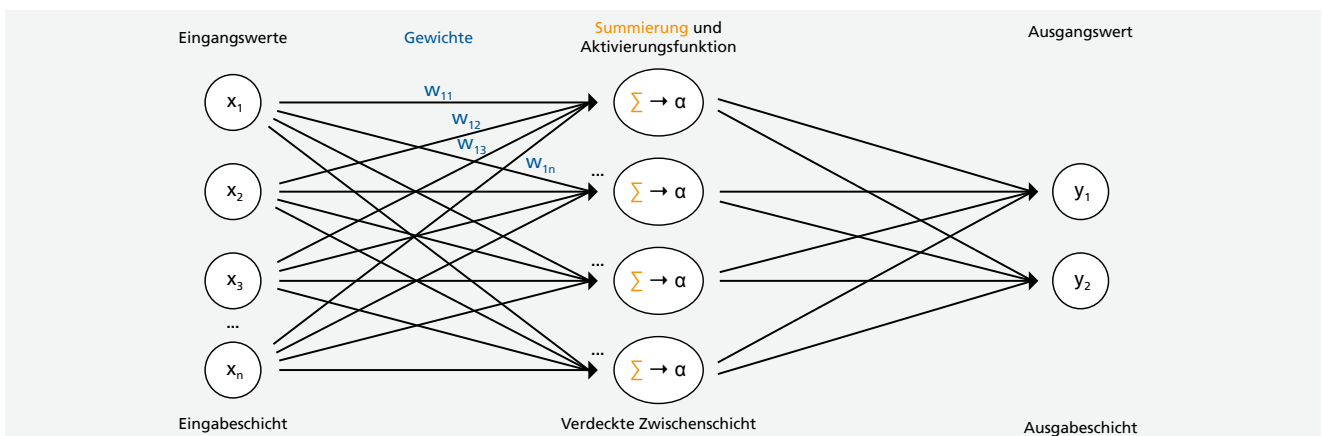 Eingangswerte
Gewichte
Summierung und
Aktivierungsfunktion
Ausgangswert
x1
w11
∑ → α
w12
w13
w1n
...
x2
∑ → α
y1
...
x3
∑ → α
y2
...
...
xn
∑ → α
Eingabeschicht
Verdeckte Zwischenschicht
Ausgabeschicht